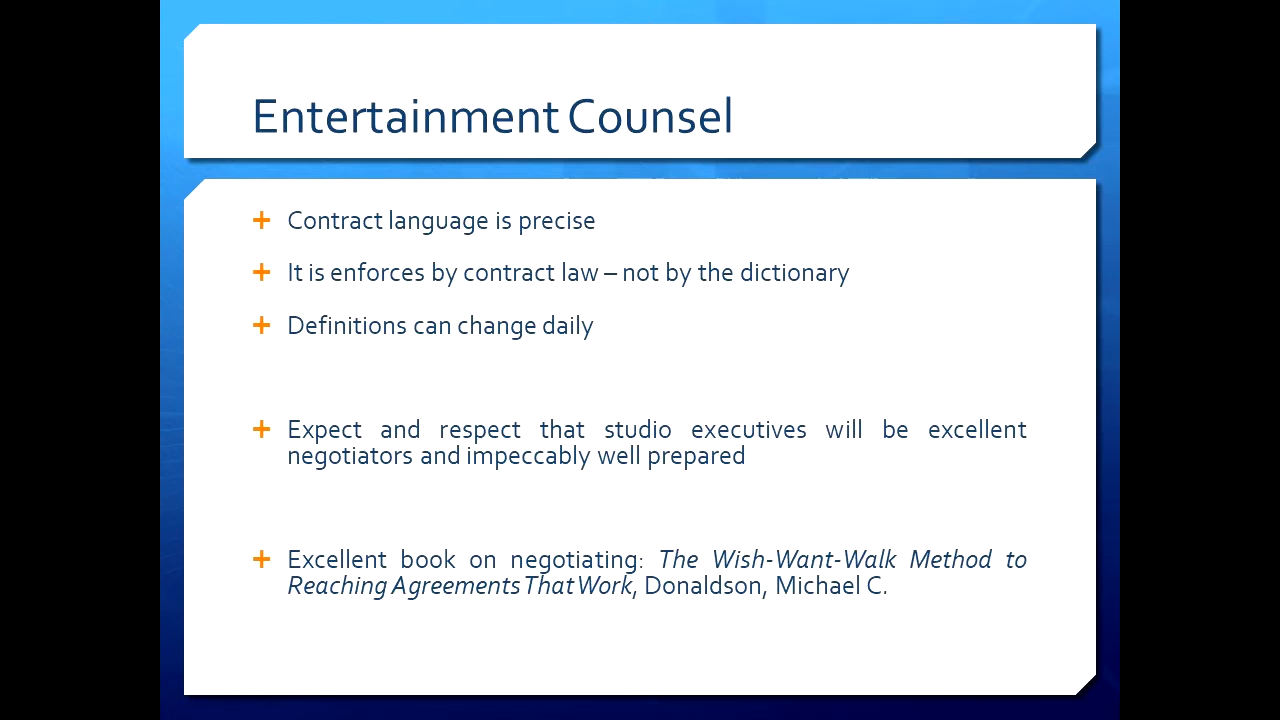 Entertainment Counsel
Contract language is precise
It is enforces by contract law – not by the dictionary
Definitions can change daily
Expect and respect that studio executives will be excellent
negotiators and impeccably well prepared
Excellent book on negotiating: The Wish-Want-Walk Method to
Reaching Agreements That Work, Donaldson, Michael C.